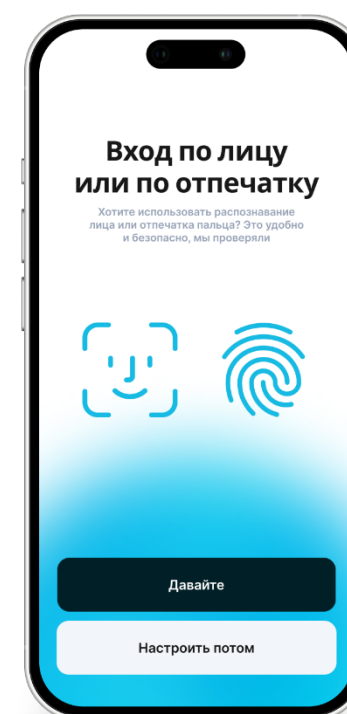 Вход по лицу
или по отпечатку
Хотите использовать распознавание
лица или отпечатка пальца? Это удобно
и безопасно, мы проверяли
Давайте
Настроить потом